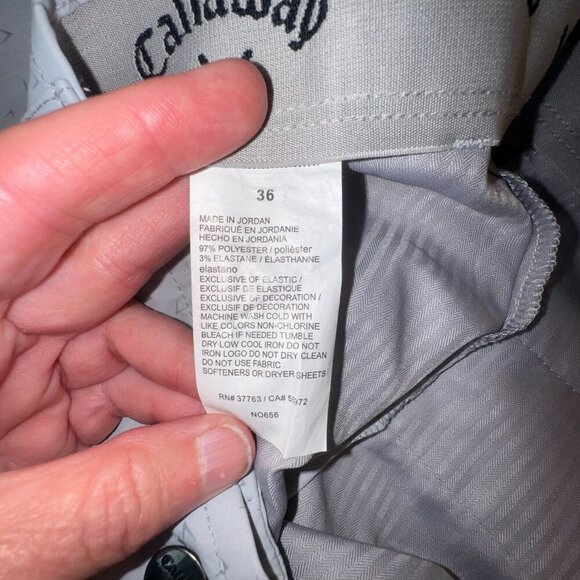 Callaway
36
MADE IN JORDAN
FABRIQUÉ EN JORDANIE
HECHO EN JORDANIA
97% POLYESTER / poliéster
3% ELASTANE / ÉLASTHANNE
elastano
EXCLUSIVE OF ELASTIC /
EXCLUSIF DE ÉLASTIQUE
EXCLUSIVE OF DECORATION /
EXCLUSIF DE DECORATION
MACHINE WASH COLD WITH
LIKE COLORS NON-CHLORINE
BLEACH IF NEEDED TUMBLE
DRY LOW COOL IRON DO NOT
IRON LOGO DO NOT DRY CLEAN
DO NOT USE FABRIC
SOFTENERS OR DRYER SHEETS
RN# 37763 / CA#
NO656